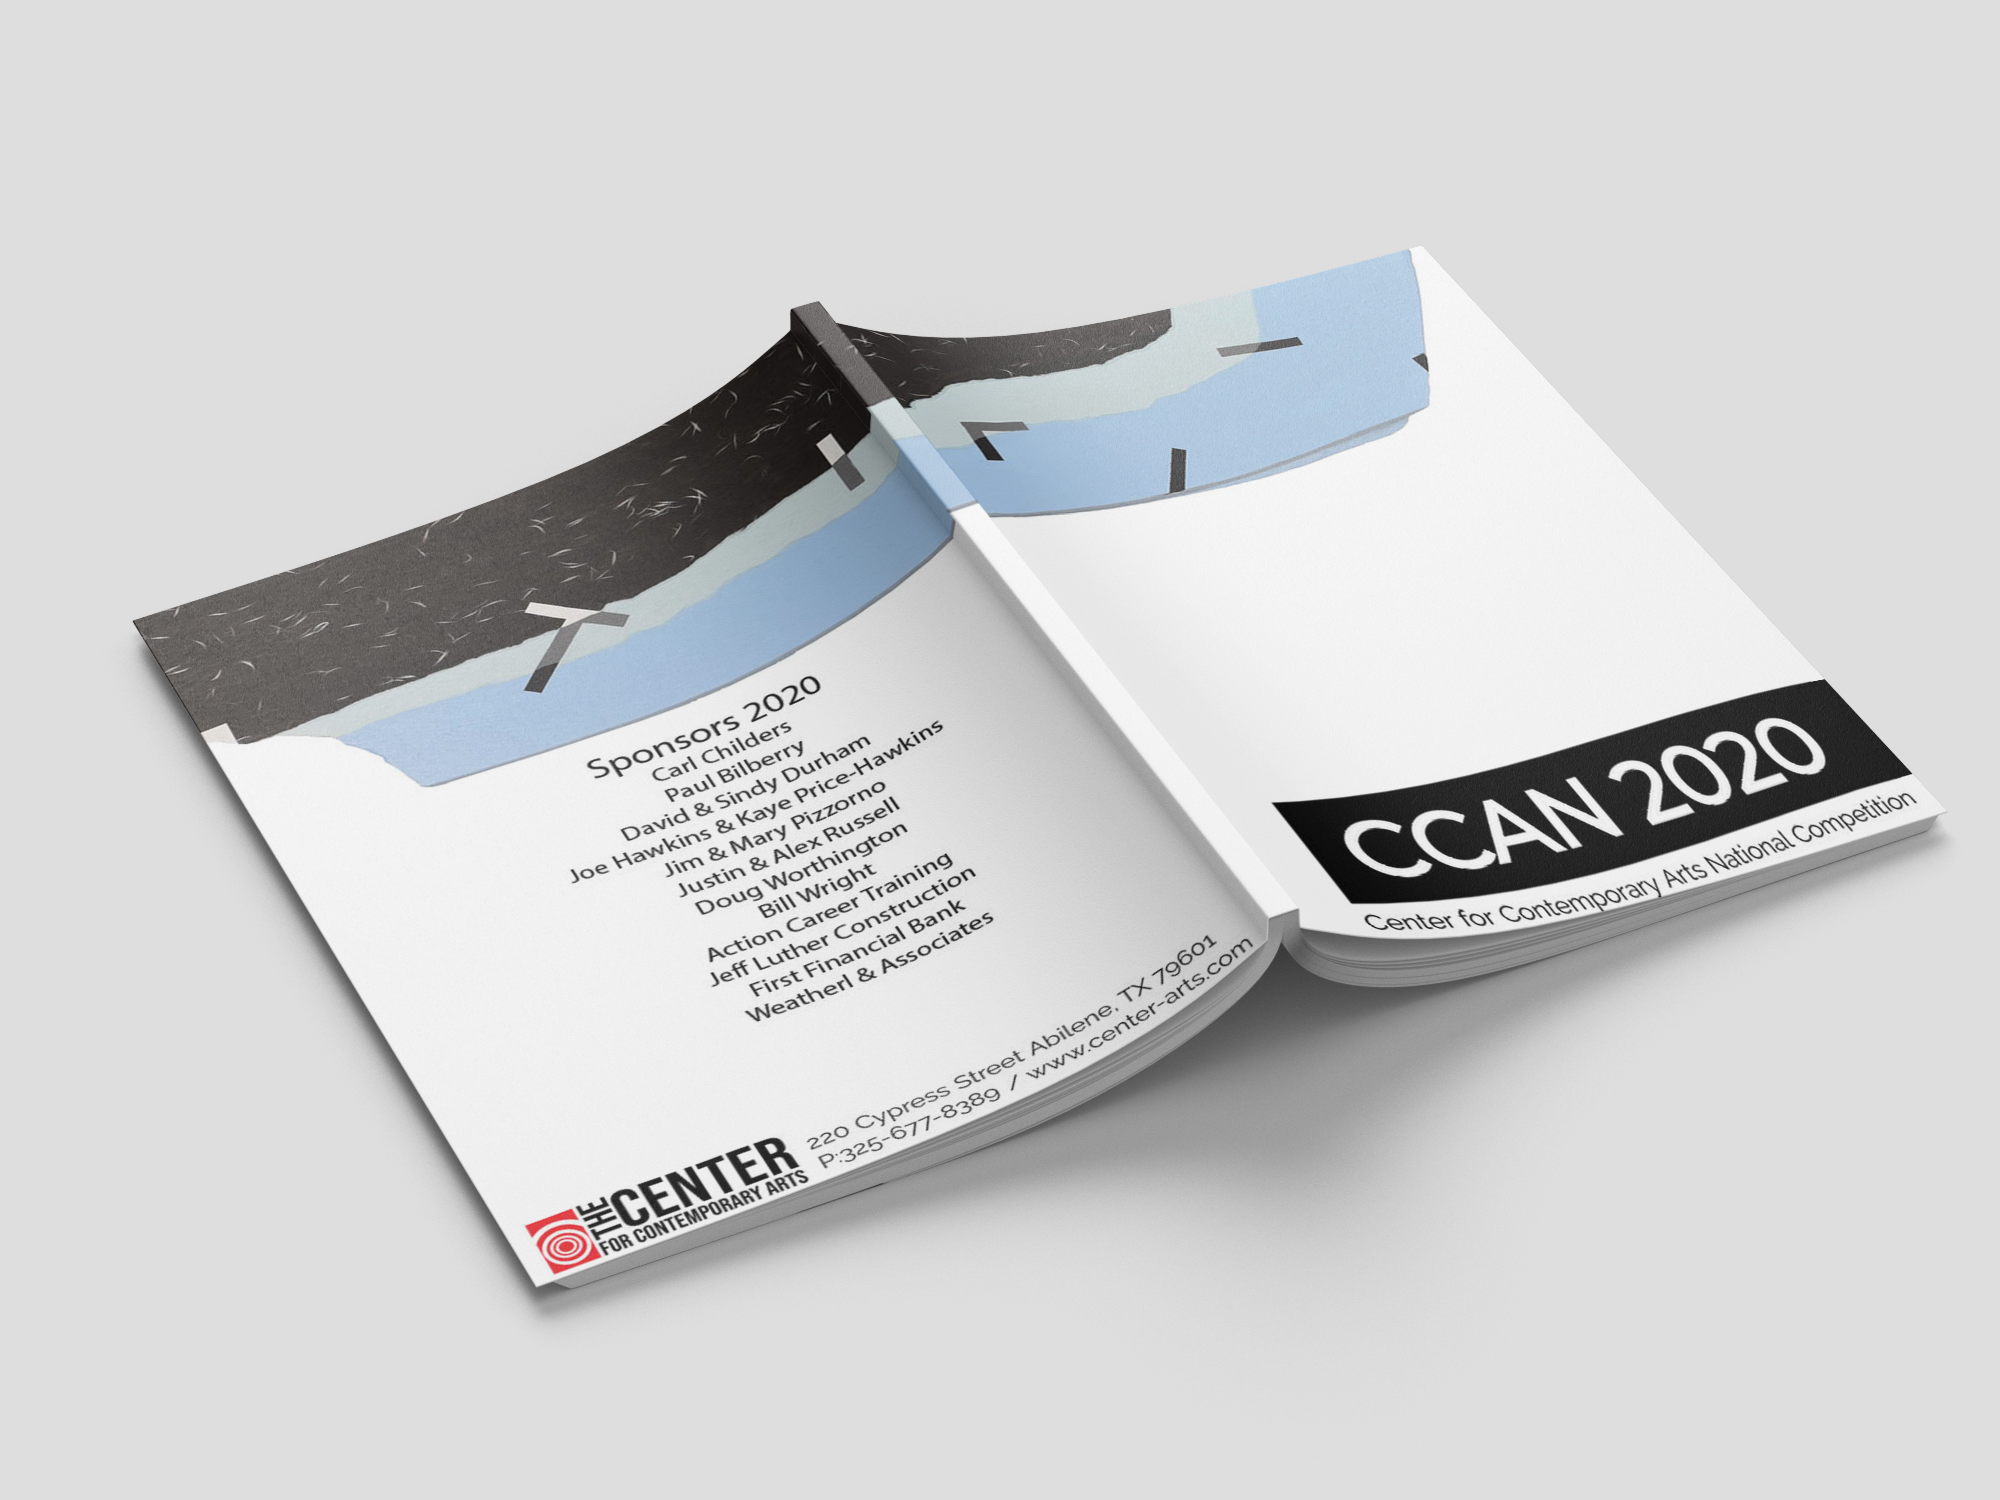 Sponsors 2020
Carl Childers
Paul Bilberry
David & Sindy Durham
Joe Hawkins & Kaye Price-Hawkins
Jim & Mary Pizzorno
Justin & Alex Russell
Doug Worthington
Bill Wright
Action Career Training
Jeff Luther Construction
First Financial Bank
Weatherl & Associates
THE CENTER
FOR CONTEMPORARY ARTS
220 Cypress Street Abilene, TX 79601
P:325-677-8389 / www.center-arts.com
CCAN 2020
Center for Contemporary Arts National Competition